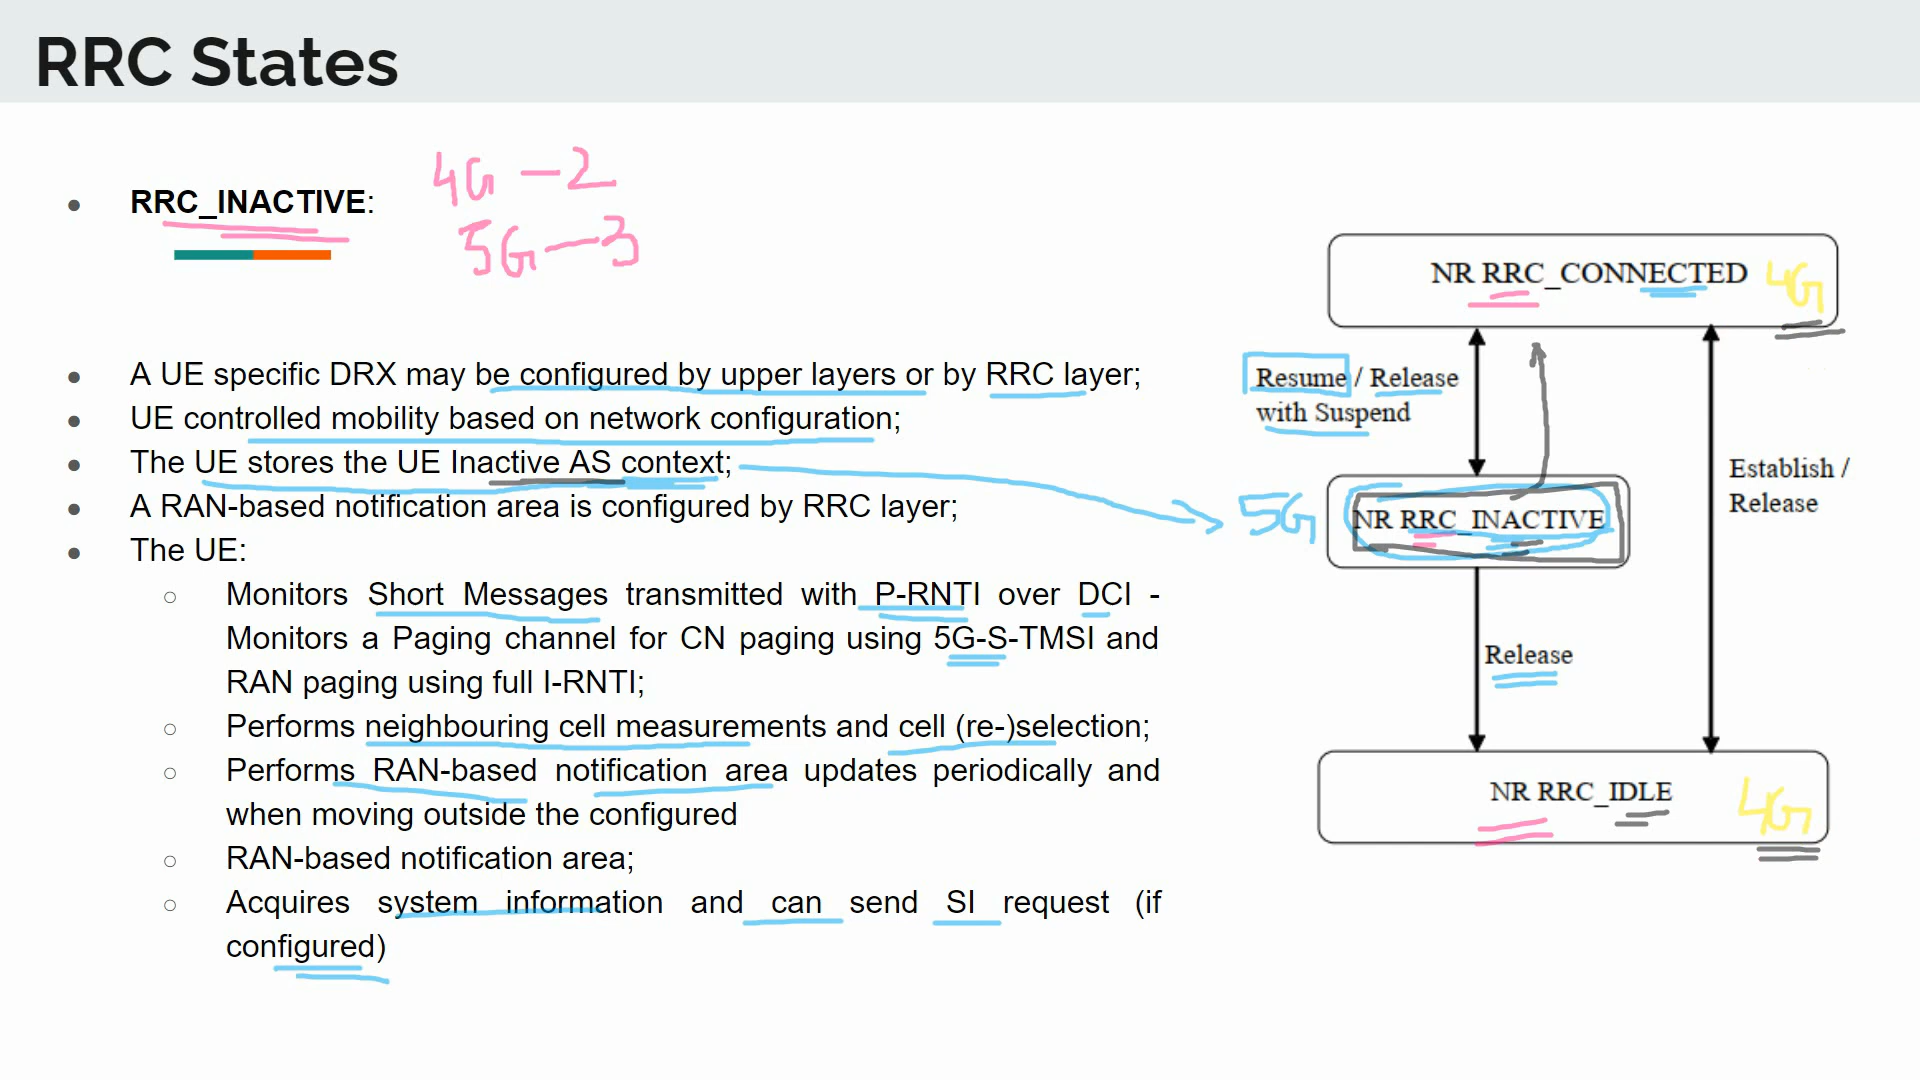 RRC States
RRC_INACTIVE:
4G - 2
5G - 3
A UE specific DRX may be configured by upper layers or by RRC layer;
UE controlled mobility based on network configuration;
The UE stores the UE Inactive AS context;
A RAN-based notification area is configured by RRC layer;
The UE:
Monitors Short Messages transmitted with P-RNTI over DCI -
Monitors a Paging channel for CN paging using 5G-S-TMSI and
RAN paging using full I-RNTI;
Performs neighbouring cell measurements and cell (re-)selection;
Performs RAN-based notification area updates periodically and
when moving outside the configured
RAN-based notification area;
Acquires system information and can send SI request (if
configured)
NR RRC_CONNECTED 4G
Resume / Release
with Suspend
Establish /
Release
5G NR RRC_INACTIVE
Release
NR RRC_IDLE 4G